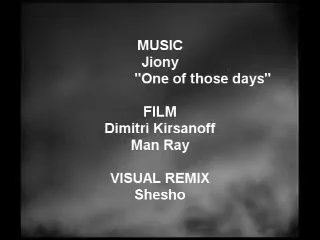 MUSIC
Jiony
"One of those days"
FILM
Dimitri Kirsanoff
Man Ray
VISUAL REMIX
Shesho